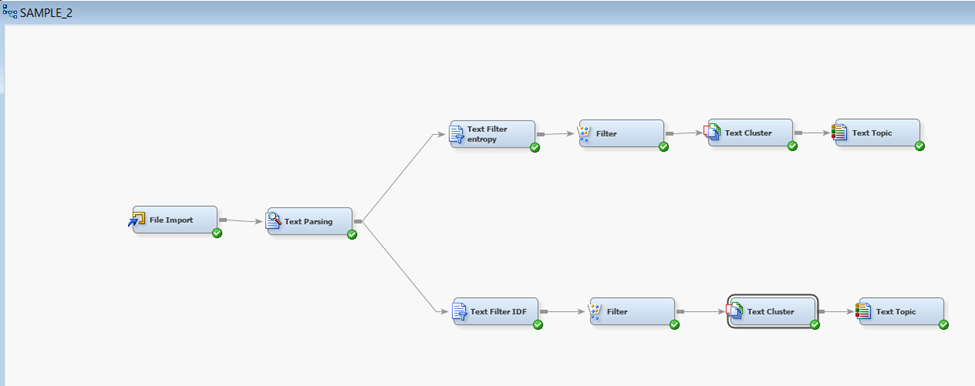 SAMPLE_2
Text Filter
entropy
Filter
Text Cluster
Text Topic
File Import
Text Parsing
Text Filter IDF
Filter
Text Cluster
Text Topic